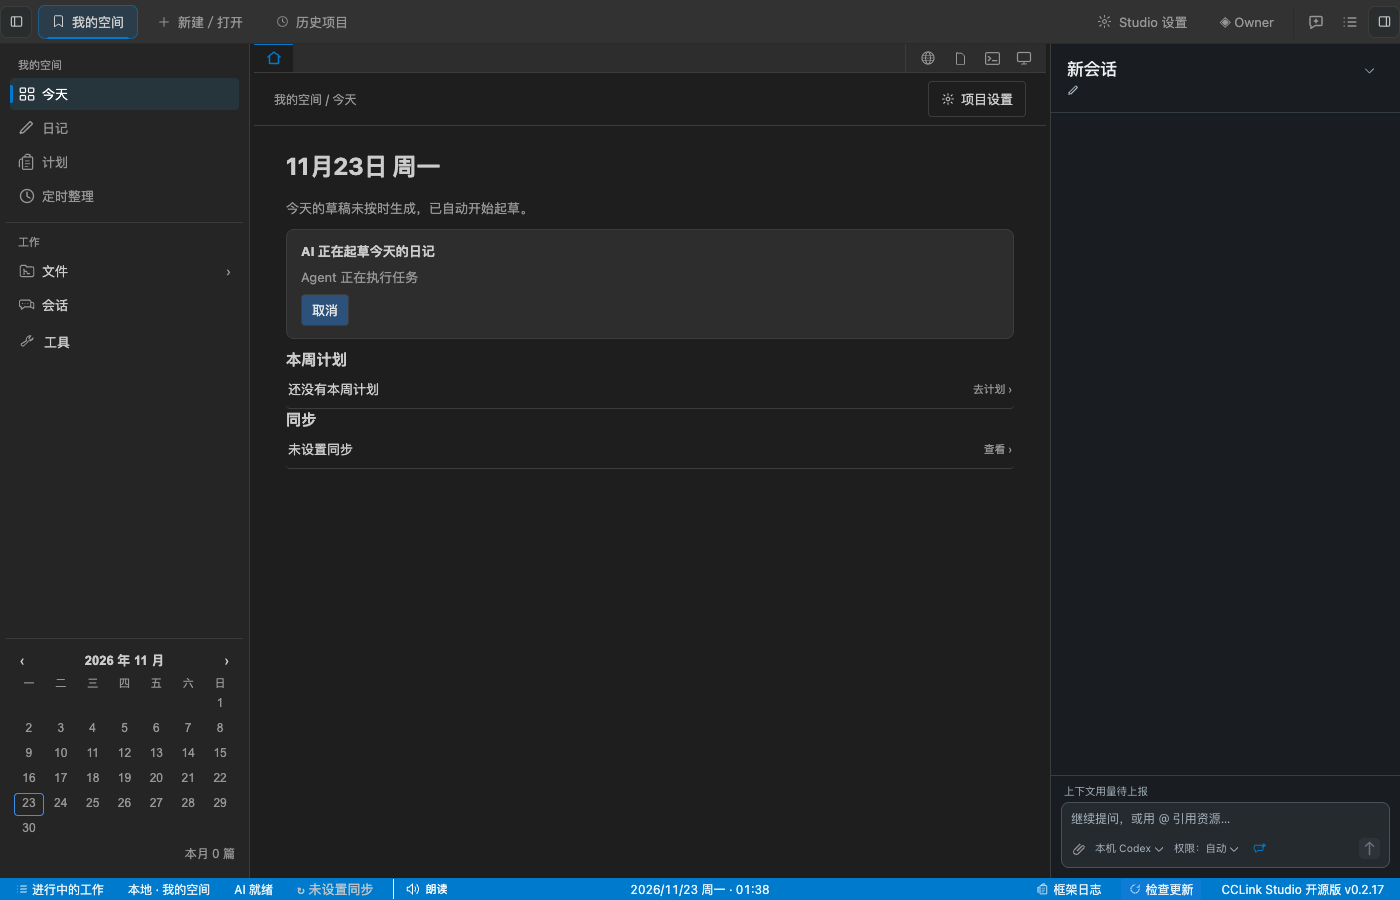 我的空间
新建 / 打开
历史项目
Studio 设置
Owner
我的空间
今天
日记
计划
定时整理
工作
文件
会话
工具
2026 年 11 月
一 二 三 四 五 六 日
1
2 3 4 5 6 7 8
9 10 11 12 13 14 15
16 17 18 19 20 21 22
23 24 25 26 27 28 29
30
本月 0 篇
我的空间 / 今天
项目设置
11月23日 周一
今天的草稿未按时生成，已自动开始起草。
AI 正在起草今天的日记
Agent 正在执行任务
取消
本周计划
还没有本周计划
去计划 ›
同步
未设置同步
查看 ›
新会话
上下文用量待上报
继续提问，或用 @ 引用资源...
本机 Codex
权限：自动
进行中的工作
本地 · 我的空间
AI 就绪
未设置同步
朗读
2026/11/23 周一 · 01:38
框架日志
检查更新
CCLink Studio 开源版 v0.2.17